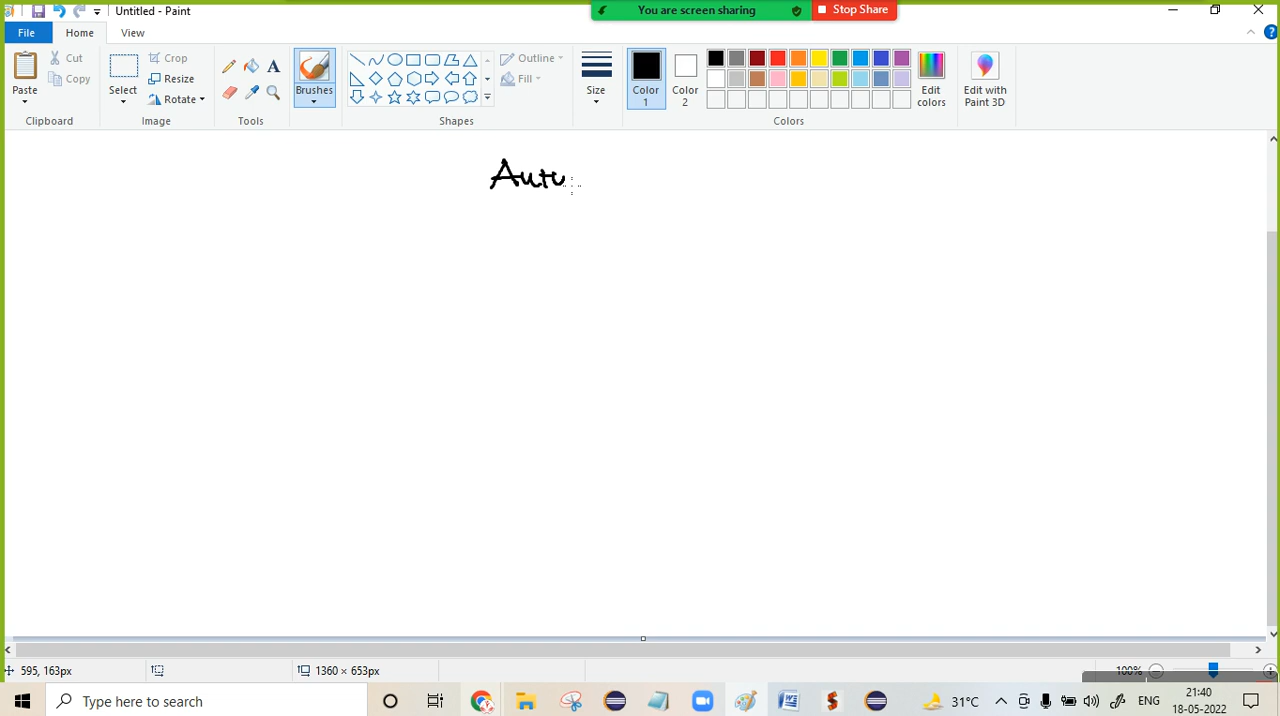 Untitled - Paint
You are screen sharing
Stop Share
File
Home
View
Paste
Cut
Copy
Clipboard
Select
Crop
Resize
Rotate
Image
Tools
Brushes
Shapes
Outline
Fill
Size
Color 1
Color 2
Colors
Edit colors
Edit with Paint 3D
595, 163px
1360 × 653px
100%
Type here to search
31°C
ENG
21:40
18-05-2022